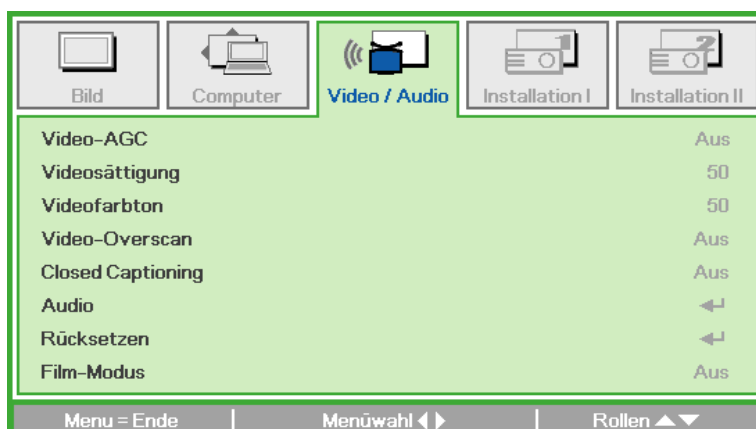 Bild Computer Video / Audio Installation I Installation II
Video-AGC Aus
Videosättigung 50
Videofarbton 50
Video-Overscan Aus
Closed Captioning Aus
Audio
Rücksetzen
Film-Modus Aus
Menu = Ende Menüwahl Rollen